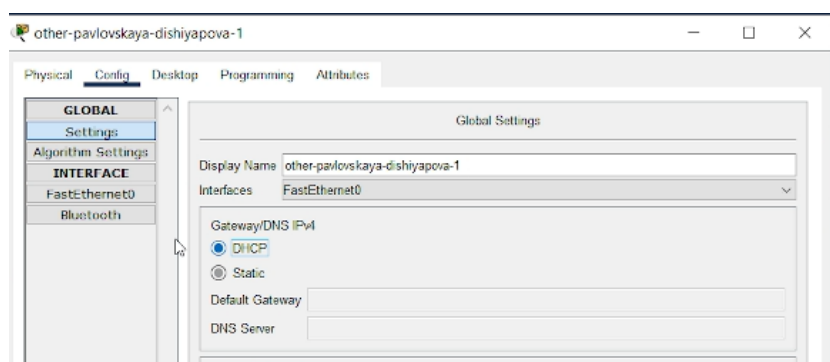 other-pavlovskaya-dishiyapova-1
Physical Config Desktop Programming Attributes
GLOBAL
Settings
Algorithm Settings
INTERFACE
FastEthernet0
Bluetooth
Global Settings
Display Name other-pavlovskaya-dishiyapova-1
Interfaces FastEthernet0
Gateway/DNS IPv4
DHCP
Static
Default Gateway
DNS Server